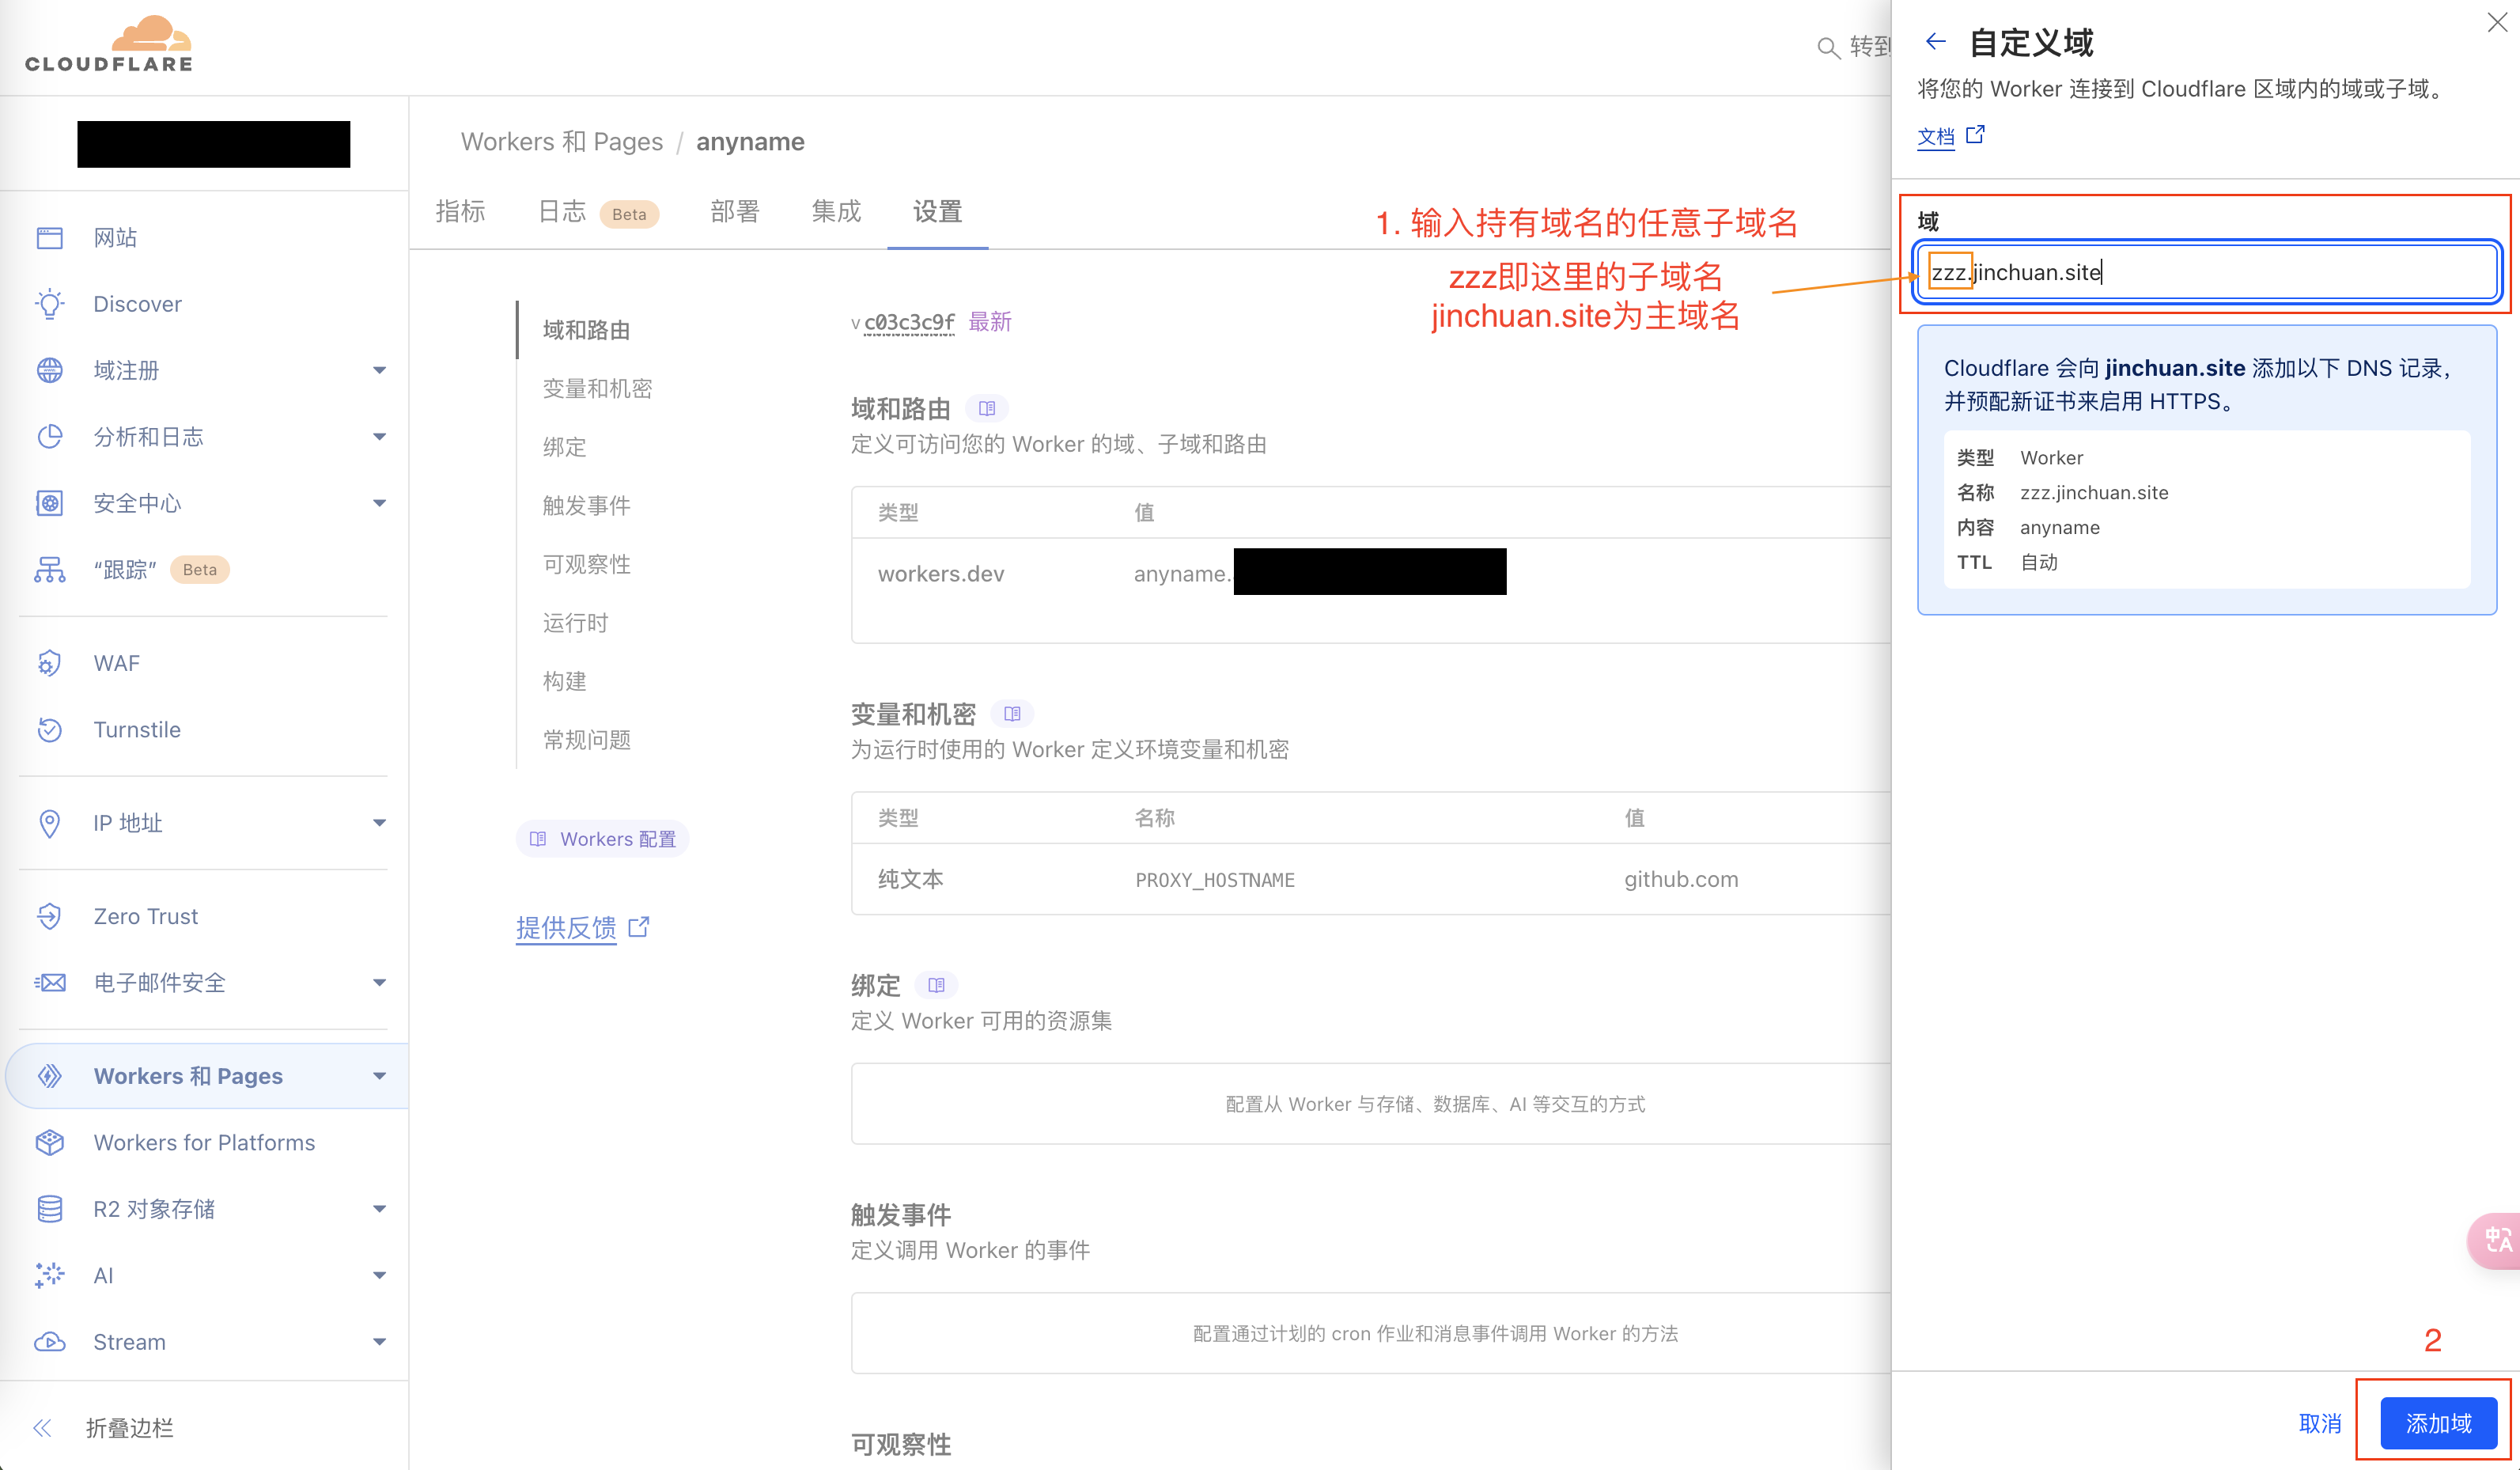 CLOUDFLARE
转到
网站
Discover
域注册
分析和日志
安全中心
“跟踪” Beta
WAF
Turnstile
IP 地址
Zero Trust
电子邮件安全
Workers 和 Pages
Workers for Platforms
R2 对象存储
AI
Stream
折叠边栏
Workers 和 Pages / anyname
指标 日志 Beta 部署 集成 设置
域和路由
变量和机密
绑定
触发事件
可观察性
运行时
构建
常规问题
Workers 配置
提供反馈
v c03c3c9f 最新
域和路由
定义可访问您的 Worker 的域、子域和路由
类型 值
workers.dev anyname.
变量和机密
为运行时使用的 Worker 定义环境变量和机密
类型 名称 值
纯文本 PROXY_HOSTNAME github.com
绑定
定义 Worker 可用的资源集
配置从 Worker 与存储、数据库、AI 等交互的方式
触发事件
定义调用 Worker 的事件
配置通过计划的 cron 作业和消息事件调用 Worker 的方法
可观察性
1. 输入持有域名的任意子域名
zzz即这里的子域名
jinchuan.site为主域名
自定义域
将您的 Worker 连接到 Cloudflare 区域内的域或子域。
文档
域
zzz.jinchuan.site
Cloudflare 会向 jinchuan.site 添加以下 DNS 记录，
并预配新证书来启用 HTTPS。
类型 Worker
名称 zzz.jinchuan.site
内容 anyname
TTL 自动
中A
2
取消 添加域